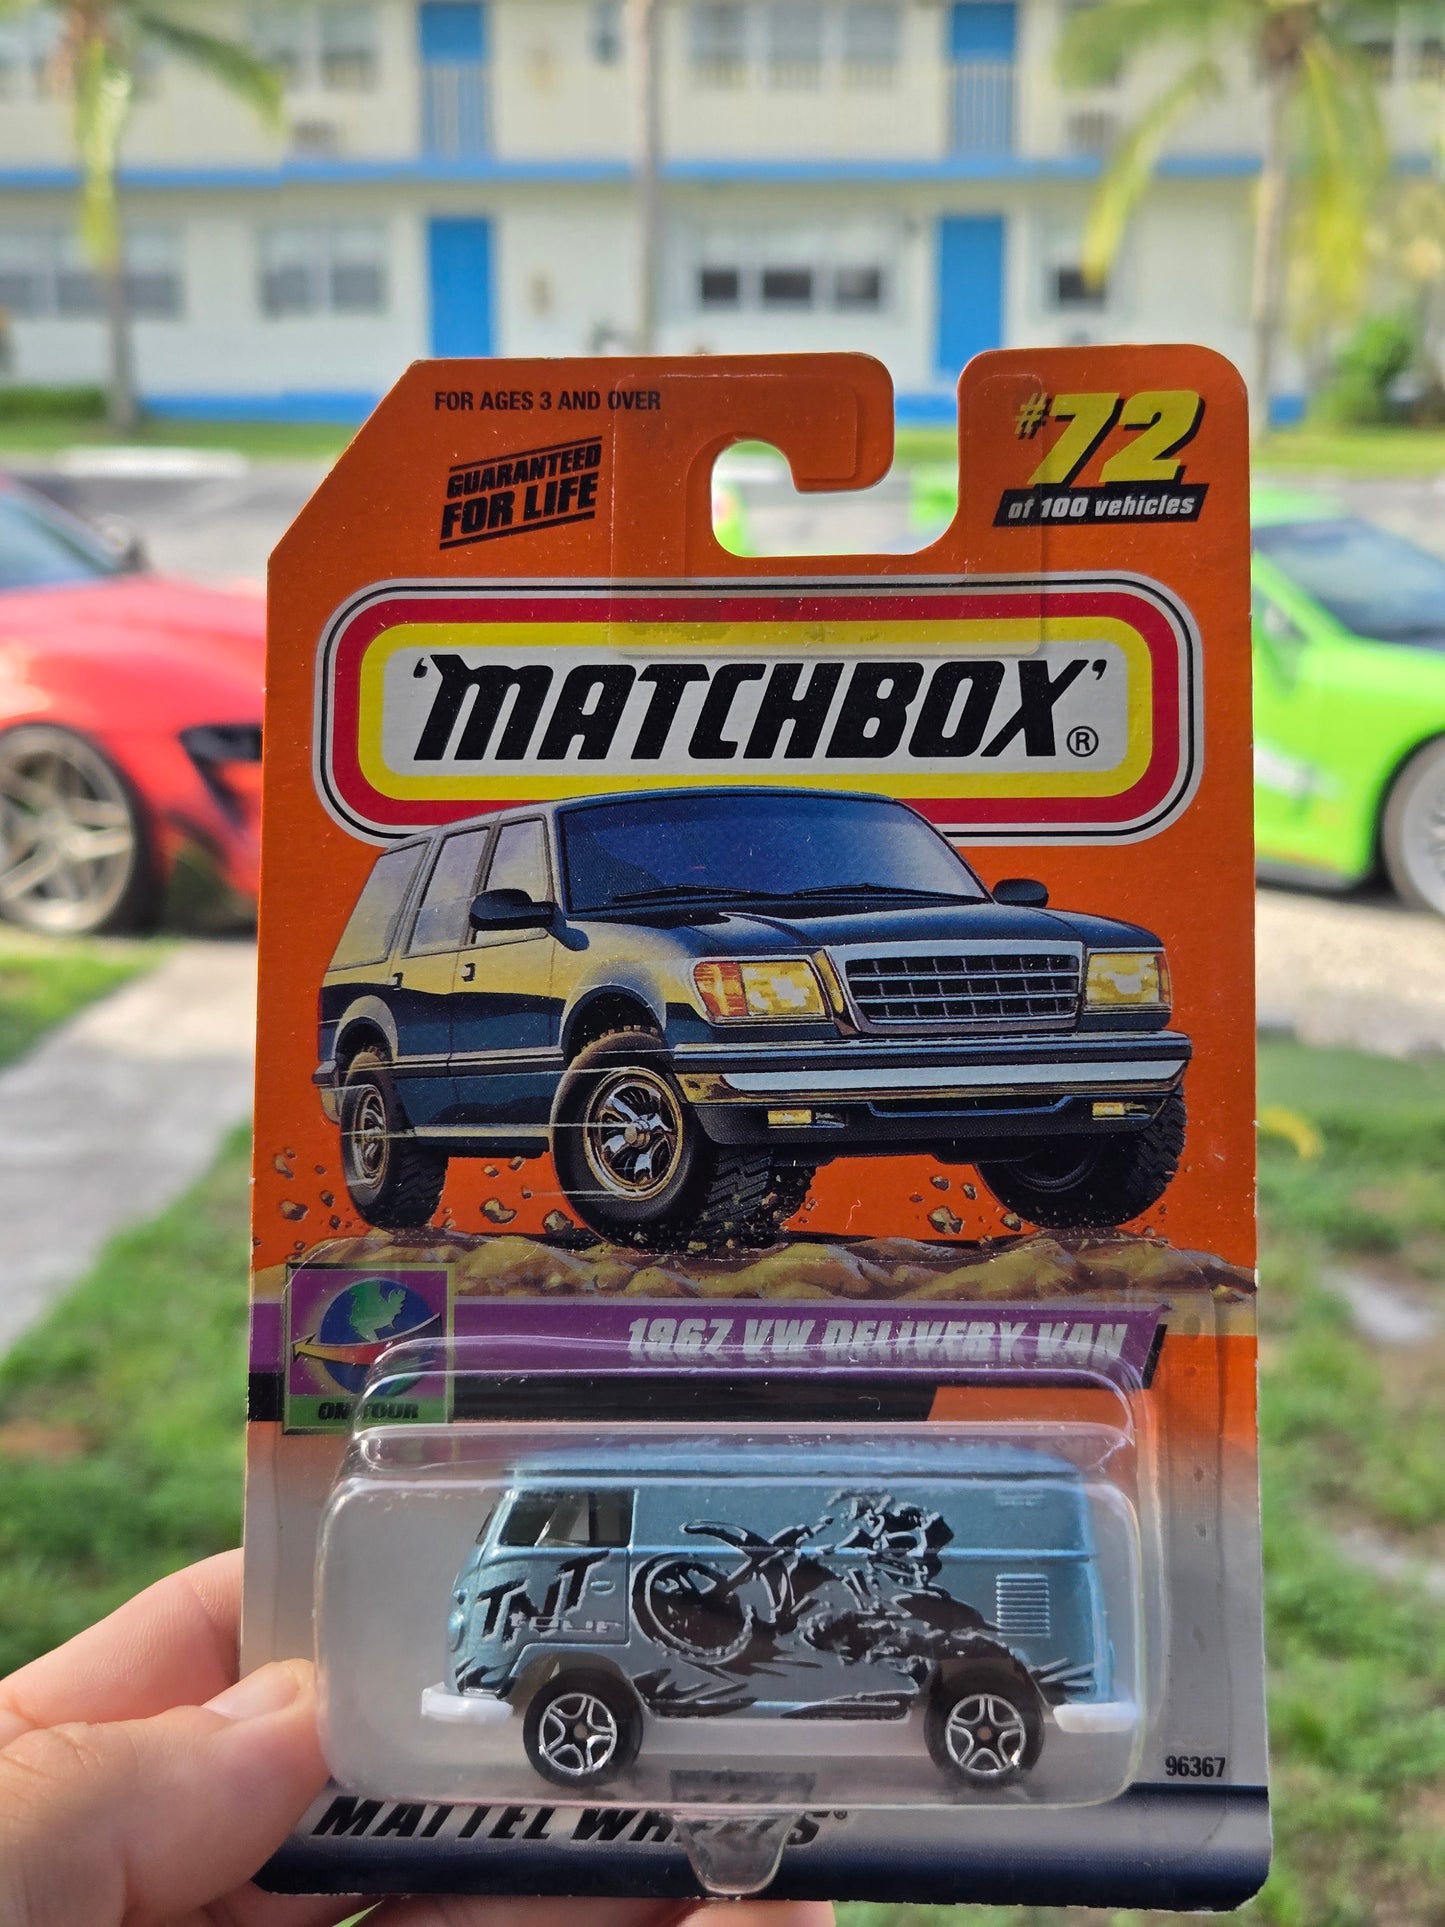 FOR AGES 3 AND OVER
GUARANTEED
FOR LIFE
#72
of 100 vehicles
'MATCHBOX'®
1967 VW DELIVERY VAN
ON TOUR
TNT
TOUR
96367
MATTEL WHEELS®